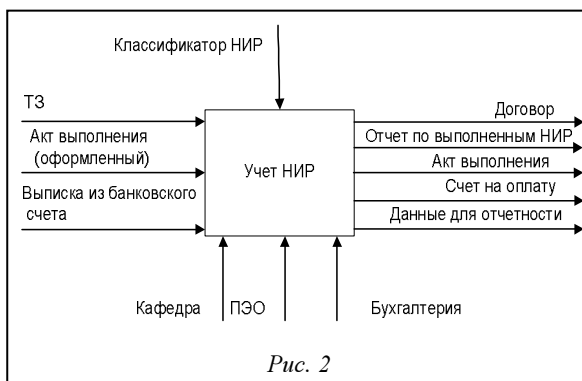 Классификатор НИР
ТЗ
Акт выполнения
(оформленный)
Выписка из банковского
счета
Учет НИР
Договор
Отчет по выполненным НИР
Акт выполнения
Счет на оплату
Данные для отчетности
Кафедра
ПЭО
Бухгалтерия
Рис. 2